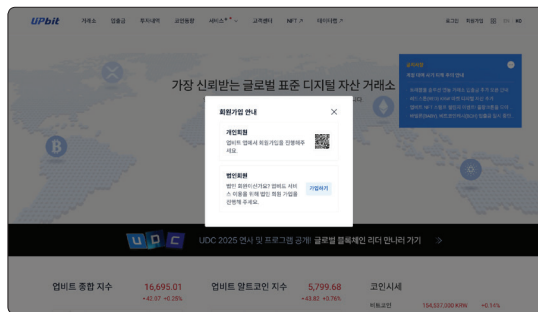 UPbit 거래소 입출금 투자내역 코인동향 서비스+ 고객센터 NFT 데이터랩 로그인 회원가입
가장 신뢰받는 글로벌 표준 디지털 자산 거래소
회원가입 안내
개인회원
업비트 앱에서 회원가입을 진행해주세요.
법인회원
법인 회원이신가요? 업비트 서비
스 이용을 위해 법인 회원 가입을
진행해 주세요.
가입하기
UDC UDC 2025 연사 및 프로그램 공개! 글로벌 블록체인 리더 만나러 가기 >
업비트 종합 지수 16,695.01
업비트 알트코인 지수 5,799.68
코인시세
+42.07 +0.25%
+43.82 +0.76%
비트코인 +0.14%